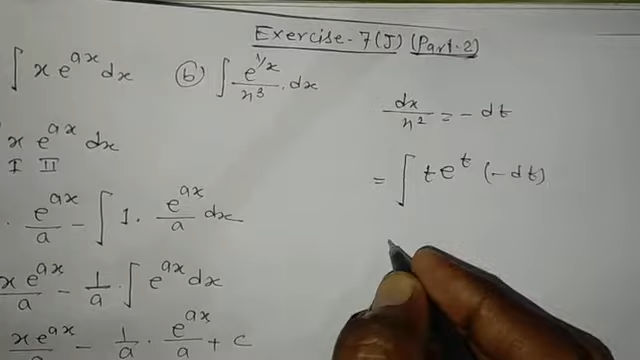 Exercise-7(J) (Part-2)
∫ x e^{ax} dx
(b) ∫ e^{1/x}/x³ . dx
x e^{ax} dx
I II
. e^{ax}/a - ∫ 1 . e^{ax}/a dx
x e^{ax}/a - 1/a . ∫ e^{ax} dx
x e^{ax}/a - 1/a . e^{ax}/a + c
dx/x² = - dt
= ∫ t e^t (- dt)